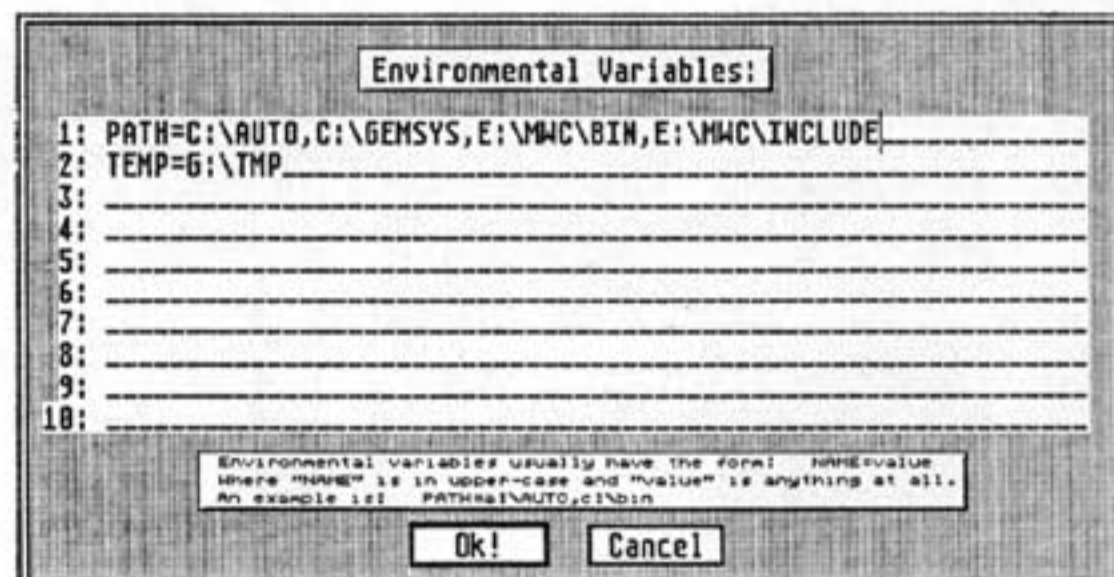 Environmental Variables:
1: PATH=C:\AUTO,C:\GEMSYS,E:\MWC\BIN,E:\MWC\INCLUDE
2: TEMP=G:\TMP
3:
4:
5:
6:
7:
8:
9:
10:
Environmental variables usually have the form: NAME=value
Where "NAME" is in upper-case and "value" is anything at all.
An example is: PATH=a:\AUTO,c:\bin
Ok! Cancel